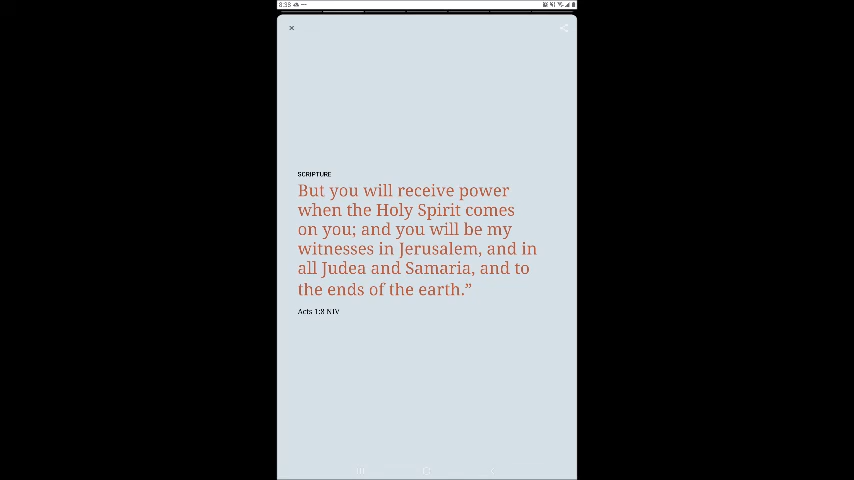 8:38
SCRIPTURE
But you will receive power
when the Holy Spirit comes
on you; and you will be my
witnesses in Jerusalem, and in
all Judea and Samaria, and to
the ends of the earth.”
Acts 1:8 NIV